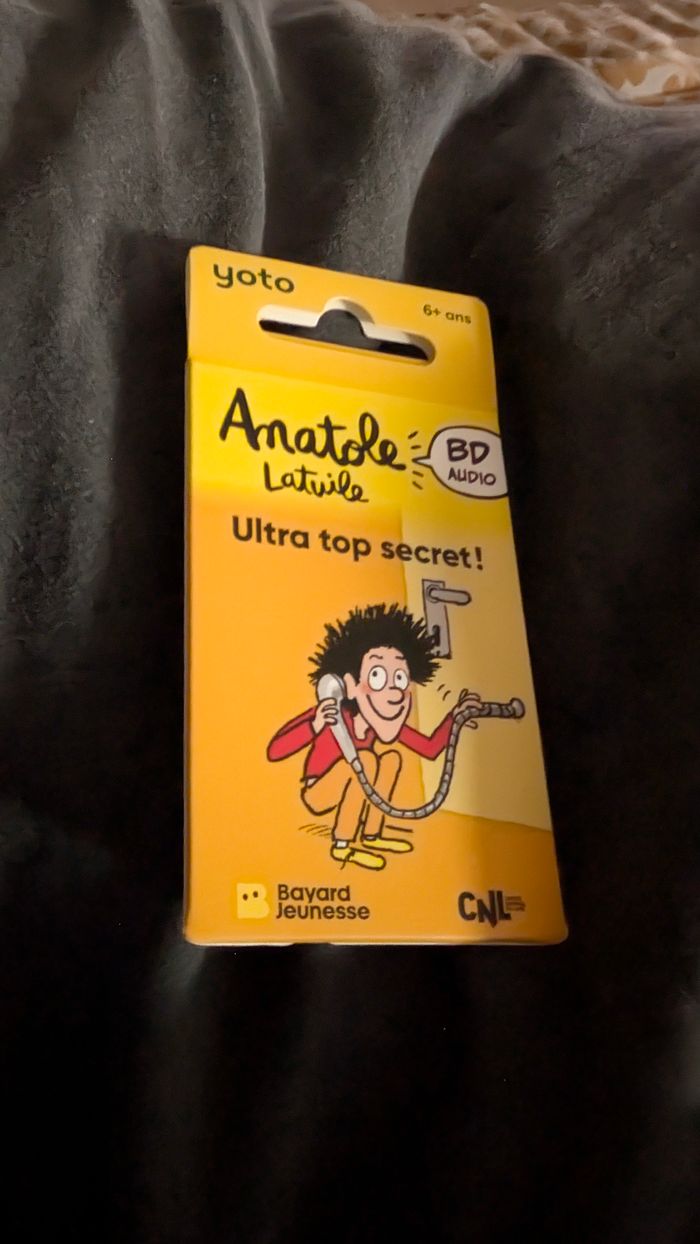 yoto
6+ ans
Anatole
Latuile
BD
AUDIO
Ultra top secret!
Bayard
Jeunesse
CNL